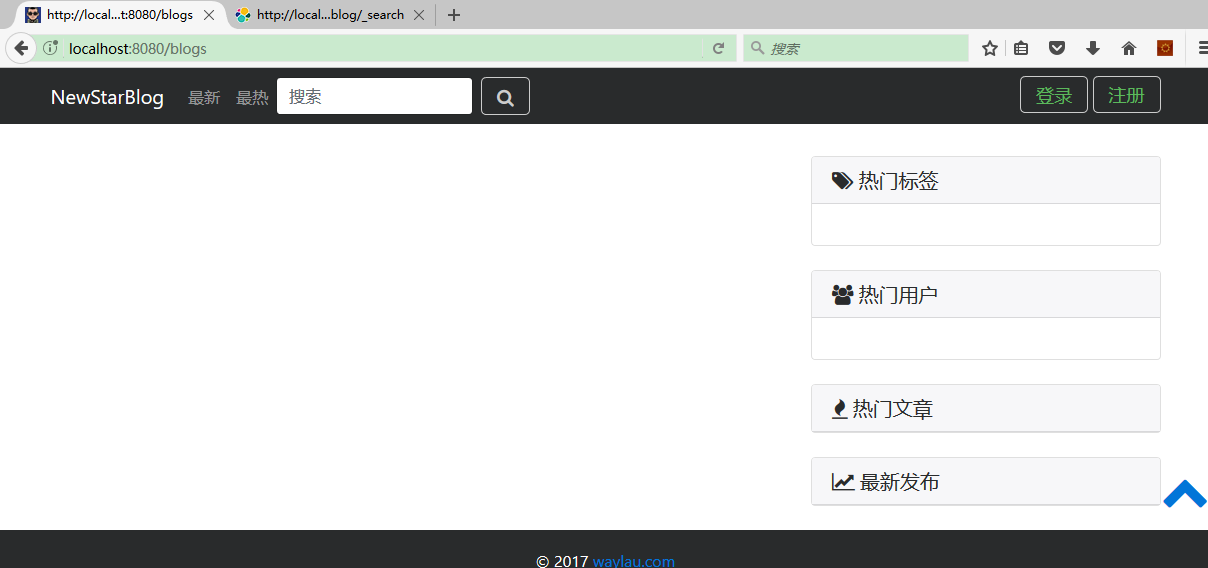 http://local...t:8080/blogs http://local...blog/_search
localhost:8080/blogs 搜索
NewStarBlog 最新 最热 搜索 登录 注册
热门标签
热门用户
热门文章
最新发布
© 2017 waylau.com